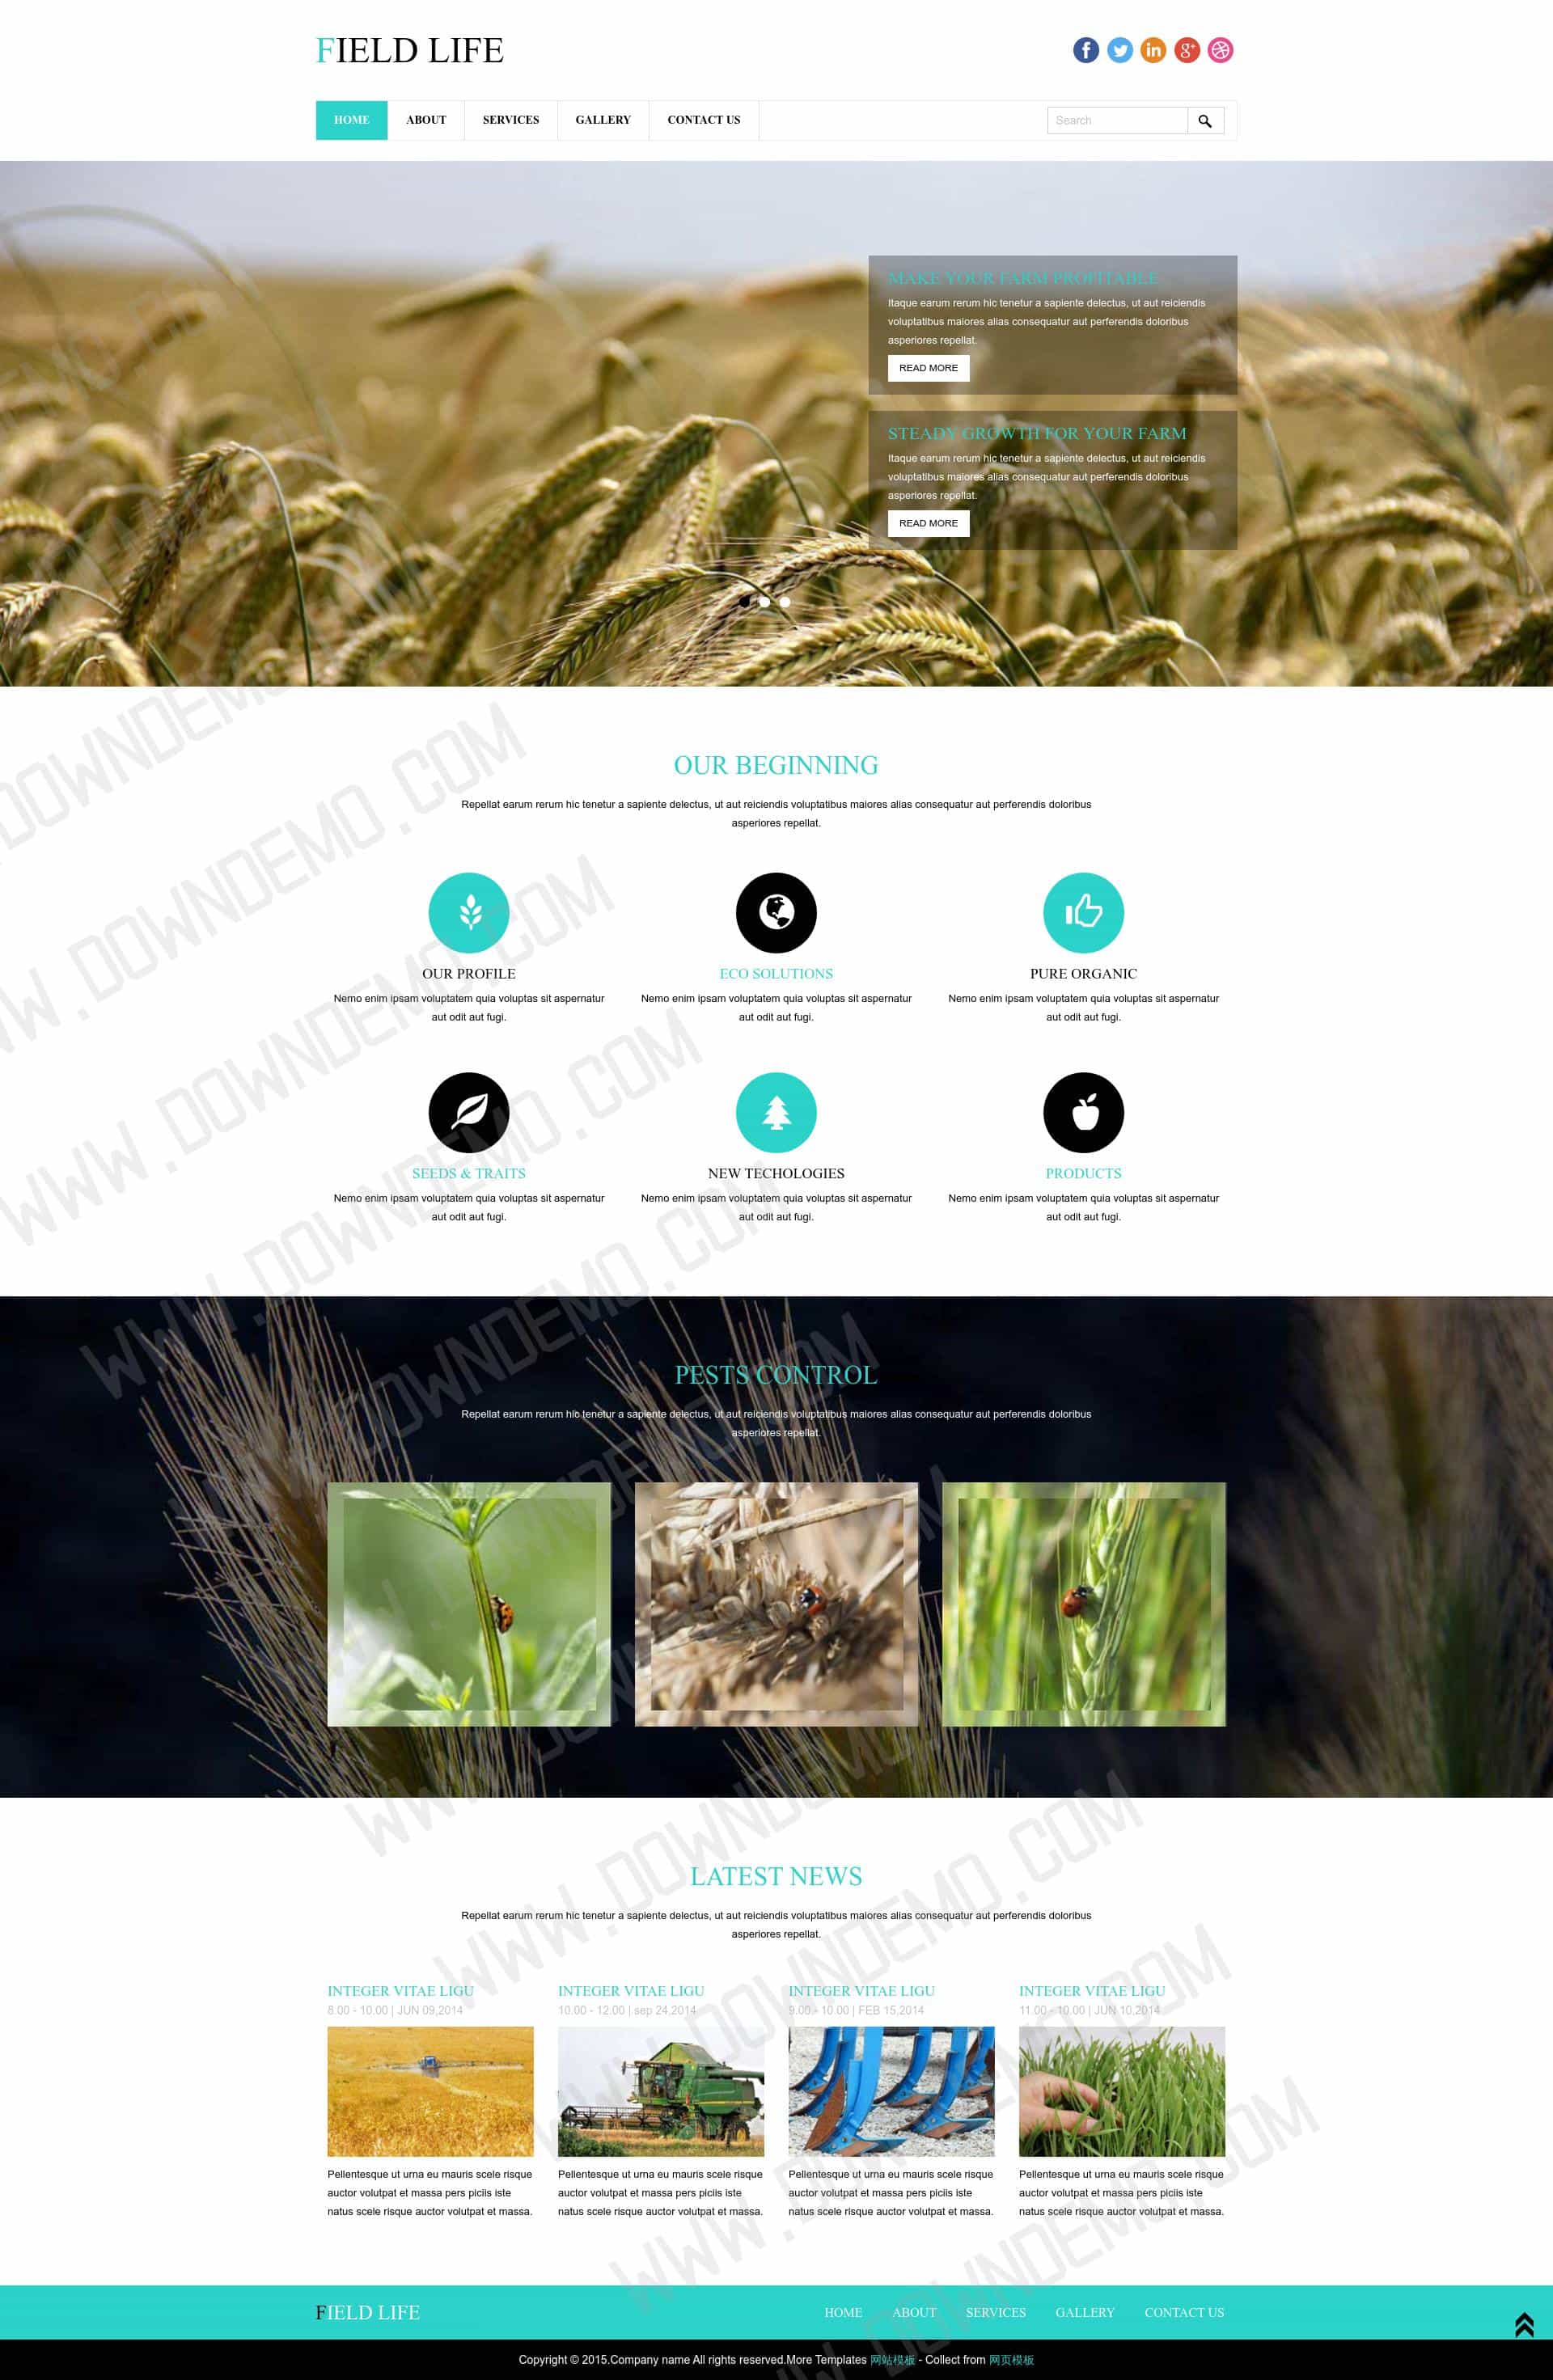 FIELD LIFE
HOME ABOUT SERVICES GALLERY CONTACT US
Search
MAKE YOUR FARM PROFITABLE
Itaque earum rerum hic tenetur a sapiente delectus, ut aut reiciendis
voluptatibus maiores alias consequatur aut perferendis doloribus
asperiores repellat.
READ MORE
STEADY GROWTH FOR YOUR FARM
Itaque earum rerum hic tenetur a sapiente delectus, ut aut reiciendis
voluptatibus maiores alias consequatur aut perferendis doloribus
asperiores repellat.
READ MORE
OUR BEGINNING
Repellat earum rerum hic tenetur a sapiente delectus, ut aut reiciendis voluptatibus maiores alias consequatur aut perferendis doloribus
asperiores repellat.
OUR PROFILE
Nemo enim ipsam voluptatem quia voluptas sit aspernatur
aut odit aut fugi.
ECO SOLUTIONS
Nemo enim ipsam voluptatem quia voluptas sit aspernatur
aut odit aut fugi.
PURE ORGANIC
Nemo enim ipsam voluptatem quia voluptas sit aspernatur
aut odit aut fugi.
SEEDS & TRAITS
Nemo enim ipsam voluptatem quia voluptas sit aspernatur
aut odit aut fugi.
NEW TECHOLOGIES
Nemo enim ipsam voluptatem quia voluptas sit aspernatur
aut odit aut fugi.
PRODUCTS
Nemo enim ipsam voluptatem quia voluptas sit aspernatur
aut odit aut fugi.
PESTS CONTROL
Repellat earum rerum hic tenetur a sapiente delectus, ut aut reiciendis voluptatibus maiores alias consequatur aut perferendis doloribus
asperiores repellat.
LATEST NEWS
Repellat earum rerum hic tenetur a sapiente delectus, ut aut reiciendis voluptatibus maiores alias consequatur aut perferendis doloribus
asperiores repellat.
INTEGER VITAE LIGU
8.00 - 10.00 | JUN 09,2014
Pellentesque ut urna eu mauris scele risque
auctor volutpat et massa pers piciis iste
natus scele risque auctor volutpat et massa.
INTEGER VITAE LIGU
10.00 - 12.00 | sep 24,2014
Pellentesque ut urna eu mauris scele risque
auctor volutpat et massa pers piciis iste
natus scele risque auctor volutpat et massa.
INTEGER VITAE LIGU
9.00 - 10.00 | FEB 15,2014
Pellentesque ut urna eu mauris scele risque
auctor volutpat et massa pers piciis iste
natus scele risque auctor volutpat et massa.
INTEGER VITAE LIGU
11.00 - 10.00 | JUN 10,2014
Pellentesque ut urna eu mauris scele risque
auctor volutpat et massa pers piciis iste
natus scele risque auctor volutpat et massa.
FIELD LIFE
HOME ABOUT SERVICES GALLERY CONTACT US
Copyright © 2015.Company name All rights reserved.More Templates 网站模板 - Collect from 网页模板
WWW.DOWNDEMO.COM